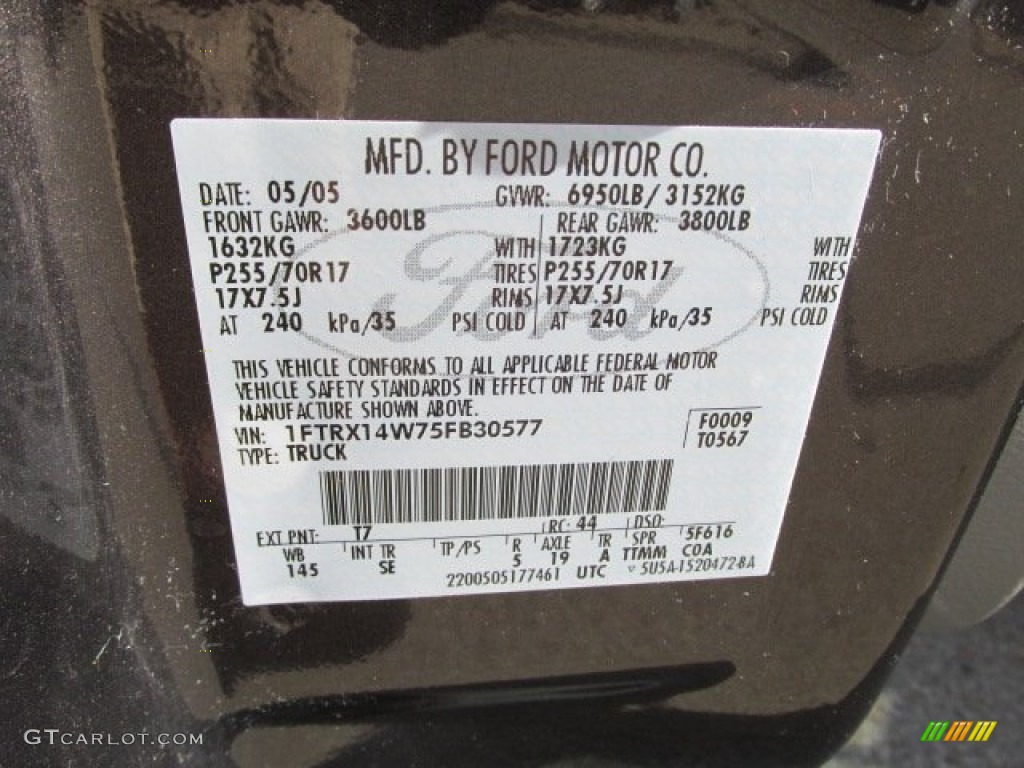 MFD. BY FORD MOTOR CO.
DATE: 05/05 GVWR: 6950LB / 3152KG
FRONT GAWR: 3600LB REAR GAWR: 3800LB
1632KG WITH 1723KG WITH
P255/70R17 TIRES P255/70R17 TIRES
17X7.5J RIMS 17X7.5J RIMS
AT 240 kPa/35 PSI COLD AT 240 kPa/35 PSI COLD
Ford
THIS VEHICLE CONFORMS TO ALL APPLICABLE FEDERAL MOTOR
VEHICLE SAFETY STANDARDS IN EFFECT ON THE DATE OF
MANUFACTURE SHOWN ABOVE.
VIN: 1FTRX14W75FB30577
F0009
TYPE: TRUCK
T0567
EXT PNT: T7 RC: 44 DSO:
WB INT TR TP/PS R AXLE TR SPR 5F616
145 SE 5 19 A TTMM COA
2200505177461 UTC ▽ 5U5A-1520472-BA
GTCARLOT.COM